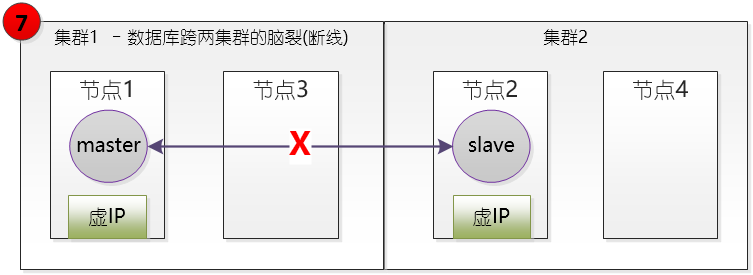 7
集群1 - 数据库跨两集群的脑裂(断线)
集群2
节点1
节点3
节点2
节点4
master
X
slave
虚IP
虚IP